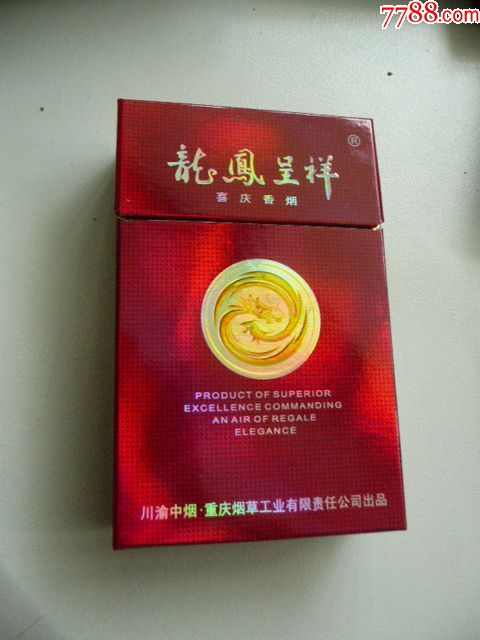 7788.com
龍鳳呈祥®
喜庆香烟
PRODUCT OF SUPERIOR
EXCELLENCE COMMANDING
AN AIR OF REGALE
ELEGANCE
川渝中烟·重庆烟草工业有限责任公司出品